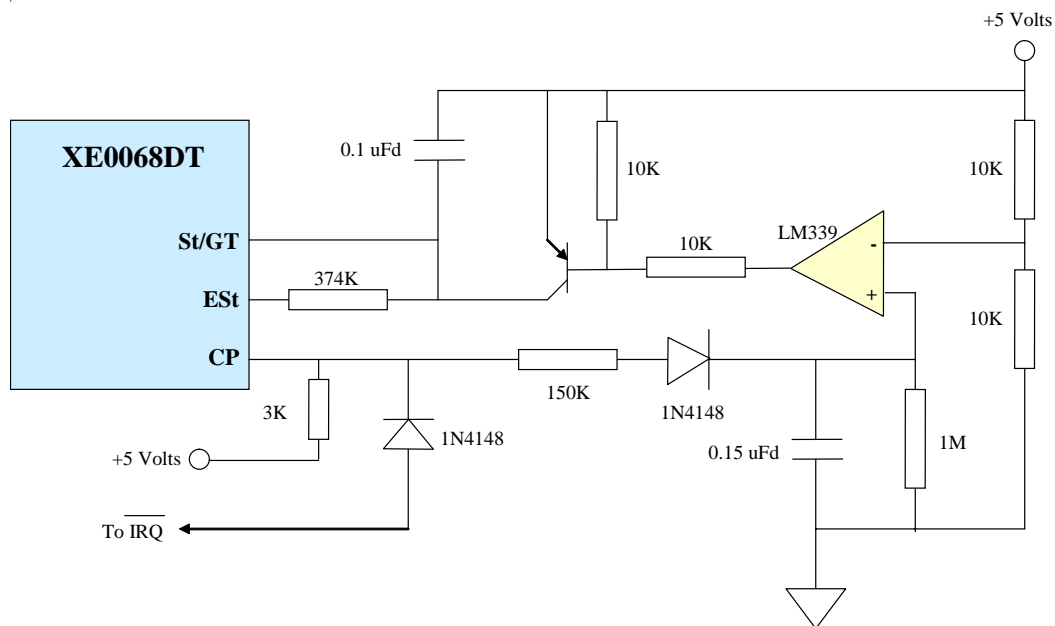 +5 Volts
XE0068DT
0.1 uFd
10K
10K
St/GT
LM339
-
10K
374K
ESt
+
10K
CP
150K
1N4148
3K
1N4148
0.15 uFd
1M
+5 Volts
To IRQ